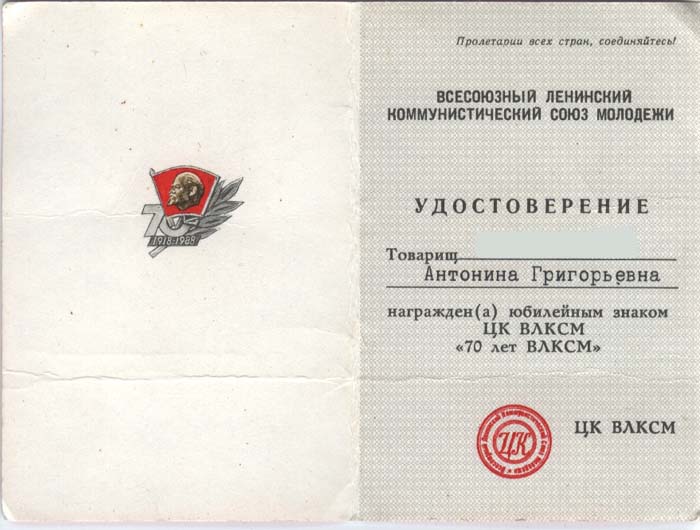 70
1918-1988
Пролетарии всех стран, соединяйтесь!
ВСЕСОЮЗНЫЙ ЛЕНИНСКИЙ
КОММУНИСТИЧЕСКИЙ СОЮЗ МОЛОДЕЖИ
УДОСТОВЕРЕНИЕ
Товарищ
Антонина Григорьевна
награжден(а) юбилейным знаком
ЦК ВЛКСМ
«70 лет ВЛКСМ»
ЦК
ЦК ВЛКСМ